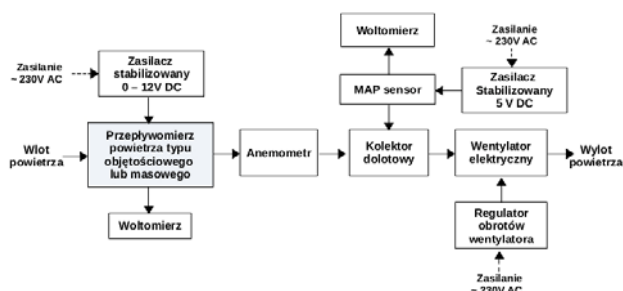 Zasilanie
~ 230V AC
Zasilacz
stabilizowany
0 – 12V DC
Woltomierz
Zasilanie
~ 230V AC
MAP sensor
Zasilacz
Stabilizowany
5 V DC
Wlot
powietrza
Przepływomierz
powietrza typu
objętościowego
lub masowego
Anemometr
Kolektor
dolotowy
Wentylator
elektryczny
Wylot
powietrza
Woltomierz
Regulator
obrotów
wentylatora
Zasilanie
~ 230V AC